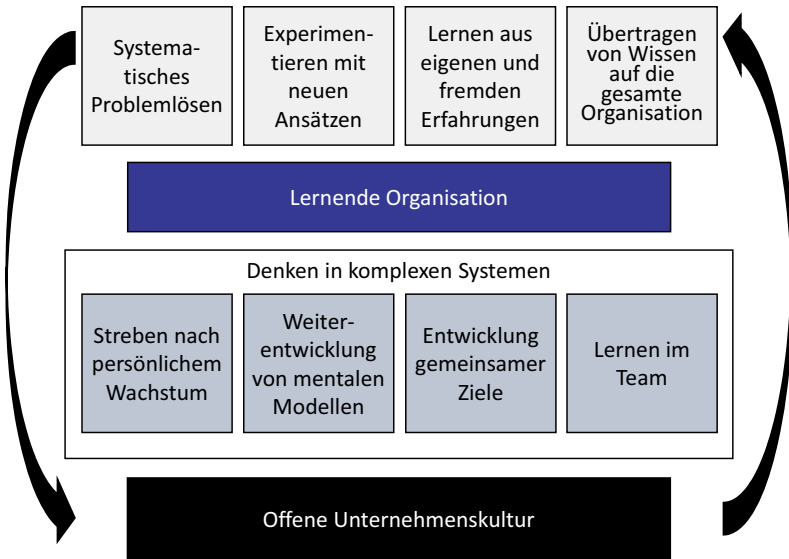 Systema-
tisches
Problemlösen
Experimen-
tieren mit
neuen
Ansätzen
Lernen aus
eigenen und
fremden
Erfahrungen
Übertragen
von Wissen
auf die
gesamte
Organisation
Lernende Organisation
Denken in komplexen Systemen
Streben nach
persönlichem
Wachstum
Weiter-
entwicklung
von mentalen
Modellen
Entwicklung
gemeinsamer
Ziele
Lernen im
Team
Offene Unternehmenskultur